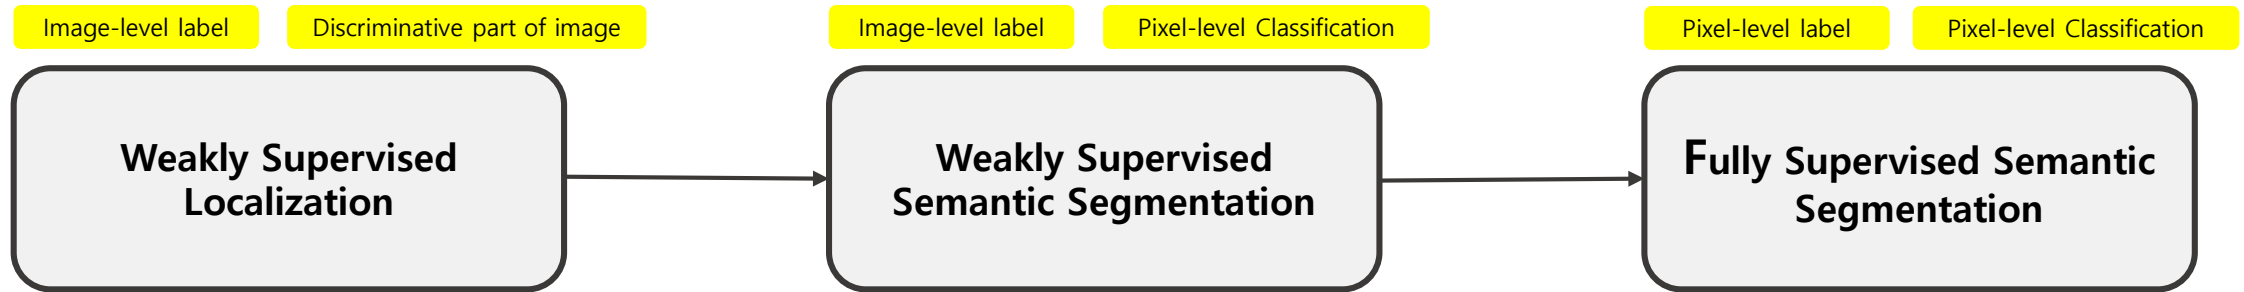 Image-level label
Discriminative part of image
Image-level label
Pixel-level Classification
Pixel-level label
Pixel-level Classification
Weakly Supervised
Localization
Weakly Supervised
Semantic Segmentation
Fully Supervised Semantic
Segmentation